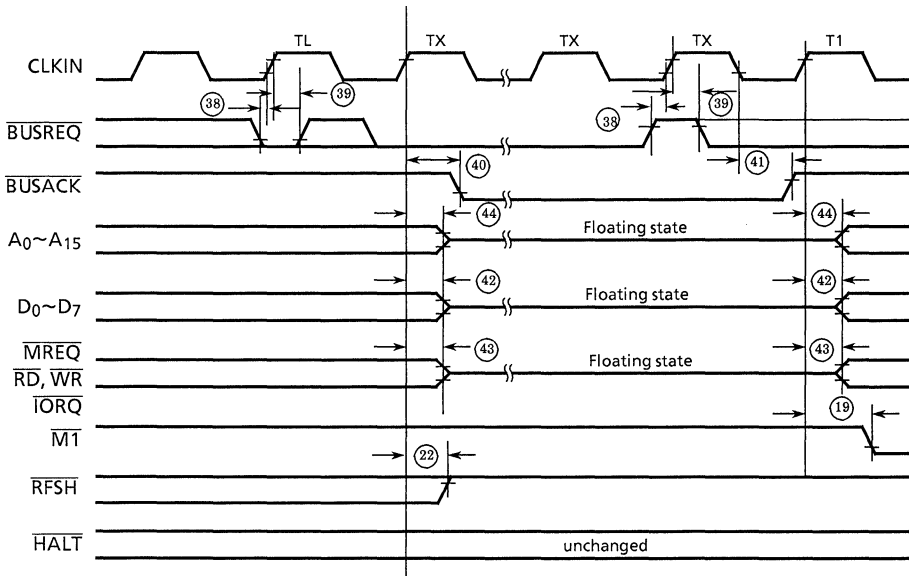 TL TX TX TX T1
CLKIN
38 39 38 39
BUSREQ
40 41
BUSACK
44 44
A0~A15 Floating state
42 42
D0~D7 Floating state
MREQ 43 43
RD, WR Floating state
IORQ 19
M1
22
RFSH
HALT unchanged